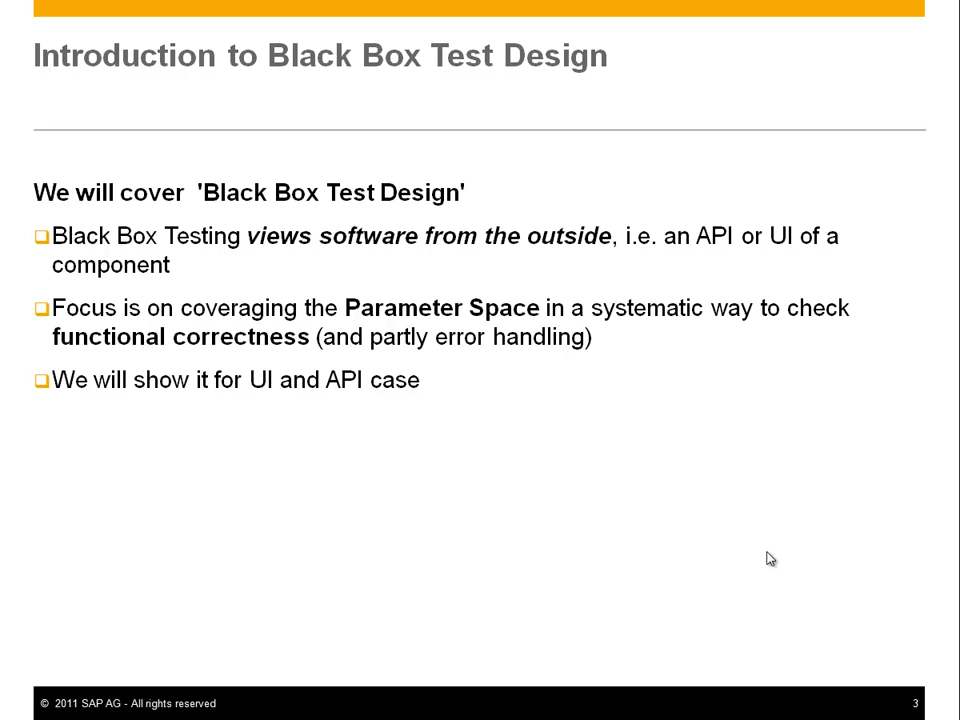 Introduction to Black Box Test Design
We will cover 'Black Box Test Design'
Black Box Testing views software from the outside, i.e. an API or UI of a
component
Focus is on coveraging the Parameter Space in a systematic way to check
functional correctness (and partly error handling)
We will show it for UI and API case
© 2011 SAP AG - All rights reserved
3